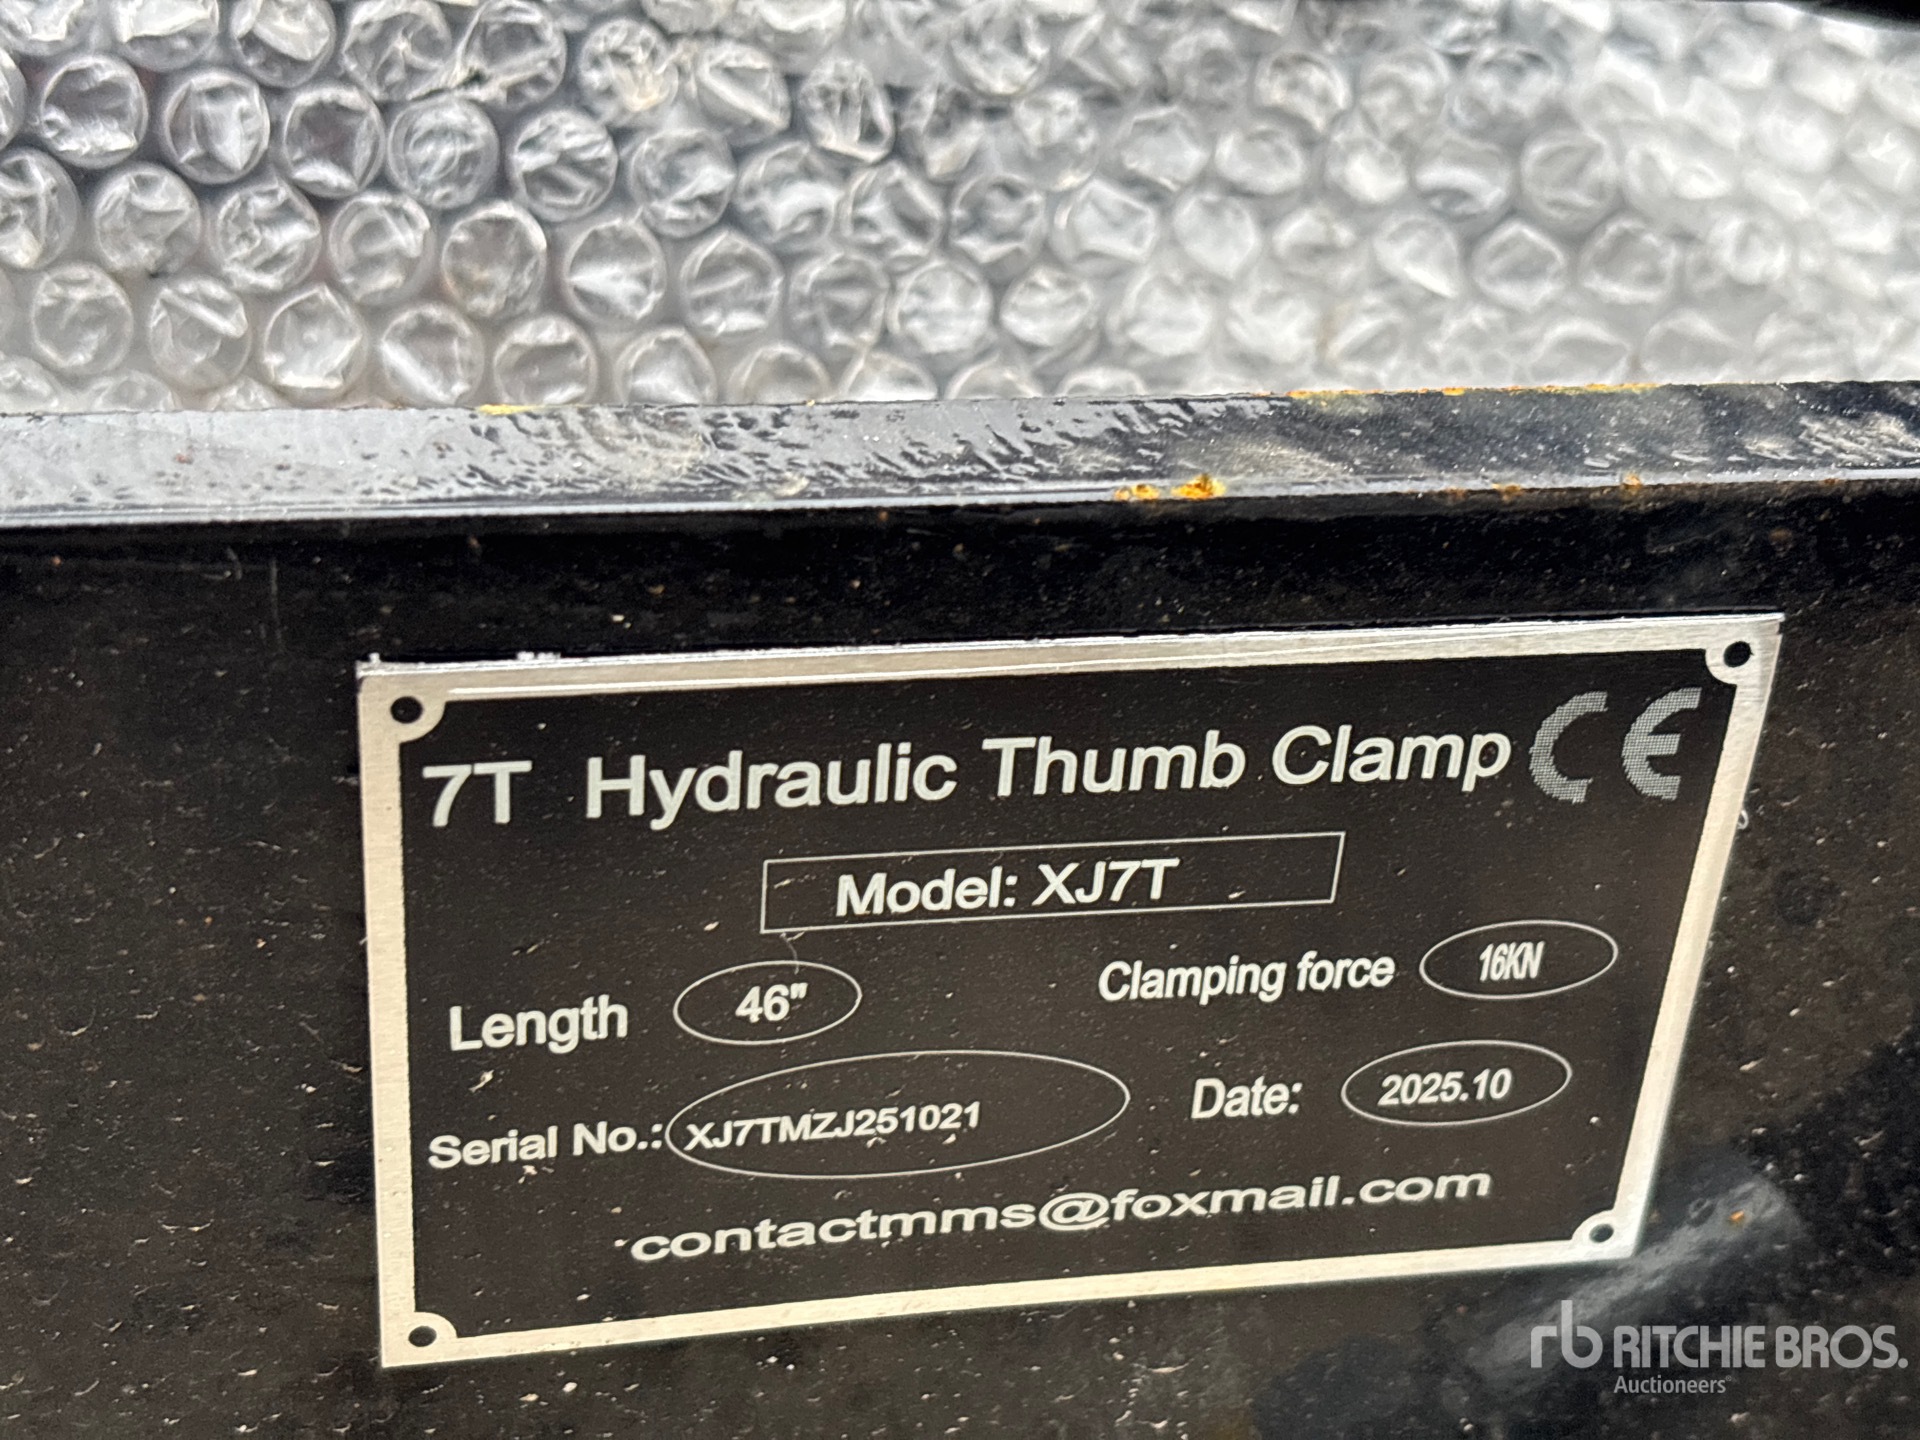 7T Hydraulic Thumb Clamp CE
Model: XJ7T
Length 46" Clamping force 16KN
Serial No.: XJ7TMZJ251021 Date: 2025.10
contactmms@foxmail.com
rb RITCHIE BROS.
Auctioneers